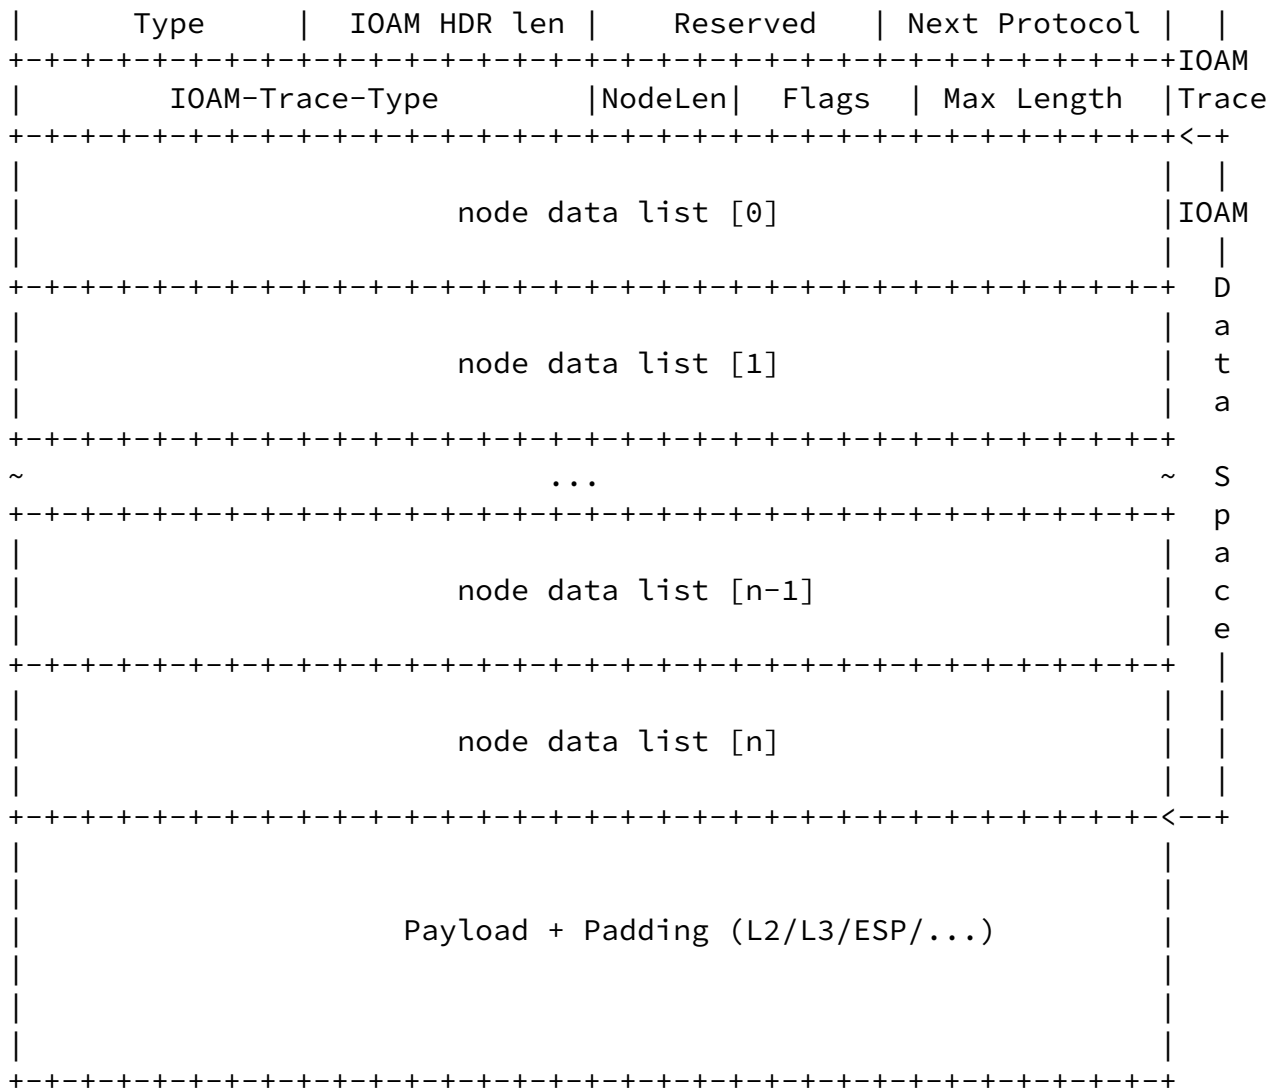 |      Type     |  IOAM HDR len |    Reserved   | Next Protocol |  |
+-+-+-+-+-+-+-+-+-+-+-+-+-+-+-+-+-+-+-+-+-+-+-+-+-+-+-+-+-+-+-+-+IOAM
|        IOAM-Trace-Type        |NodeLen|  Flags  | Max Length  |Trace
+-+-+-+-+-+-+-+-+-+-+-+-+-+-+-+-+-+-+-+-+-+-+-+-+-+-+-+-+-+-+-+-+<-+
|                                                               |  |
|                        node data list [0]                     |IOAM
|                                                               |  |
+-+-+-+-+-+-+-+-+-+-+-+-+-+-+-+-+-+-+-+-+-+-+-+-+-+-+-+-+-+-+-+-+  D
|                                                               |  a
|                        node data list [1]                     |  t
|                                                               |  a
+-+-+-+-+-+-+-+-+-+-+-+-+-+-+-+-+-+-+-+-+-+-+-+-+-+-+-+-+-+-+-+-+
~                             ...                               ~  S
+-+-+-+-+-+-+-+-+-+-+-+-+-+-+-+-+-+-+-+-+-+-+-+-+-+-+-+-+-+-+-+-+  p
|                                                               |  a
|                        node data list [n-1]                   |  c
|                                                               |  e
+-+-+-+-+-+-+-+-+-+-+-+-+-+-+-+-+-+-+-+-+-+-+-+-+-+-+-+-+-+-+-+-+  |
|                                                               |  |
|                        node data list [n]                     |  |
|                                                               |  |
+-+-+-+-+-+-+-+-+-+-+-+-+-+-+-+-+-+-+-+-+-+-+-+-+-+-+-+-+-+-+-+-<--+
|                                                               |
|                                                               |
|                     Payload + Padding (L2/L3/ESP/...)         |
|                                                               |
|                                                               |
|                                                               |
+-+-+-+-+-+-+-+-+-+-+-+-+-+-+-+-+-+-+-+-+-+-+-+-+-+-+-+-+-+-+-+-+